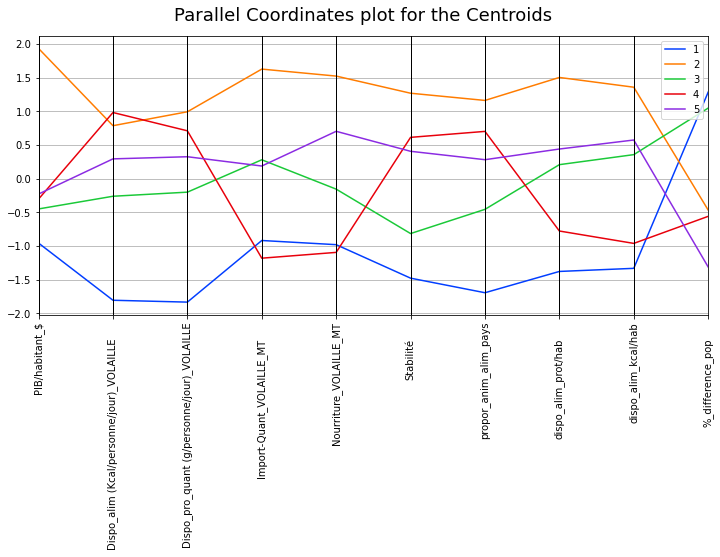 Parallel Coordinates plot for the Centroids
2.0
1.5
1.0
0.5
0.0
−0.5
−1.0
−1.5
−2.0
1
2
3
4
5
PIB/habitant_$
Dispo_alim (Kcal/personne/jour)_VOLAILLE
Dispo_pro_quant (g/personne/jour)_VOLAILLE
Import-Quant_VOLAILLE_MT
Nourriture_VOLAILLE_MT
Stabilité
propor_anim_alim_pays
dispo_alim_prot/hab
dispo_alim_kcal/hab
%_difference_pop